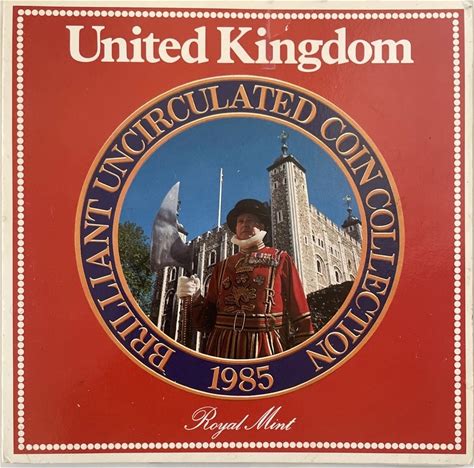 United Kingdom
BRILLIANT UNCIRCULATED COIN COLLECTION
1985
Royal Mint